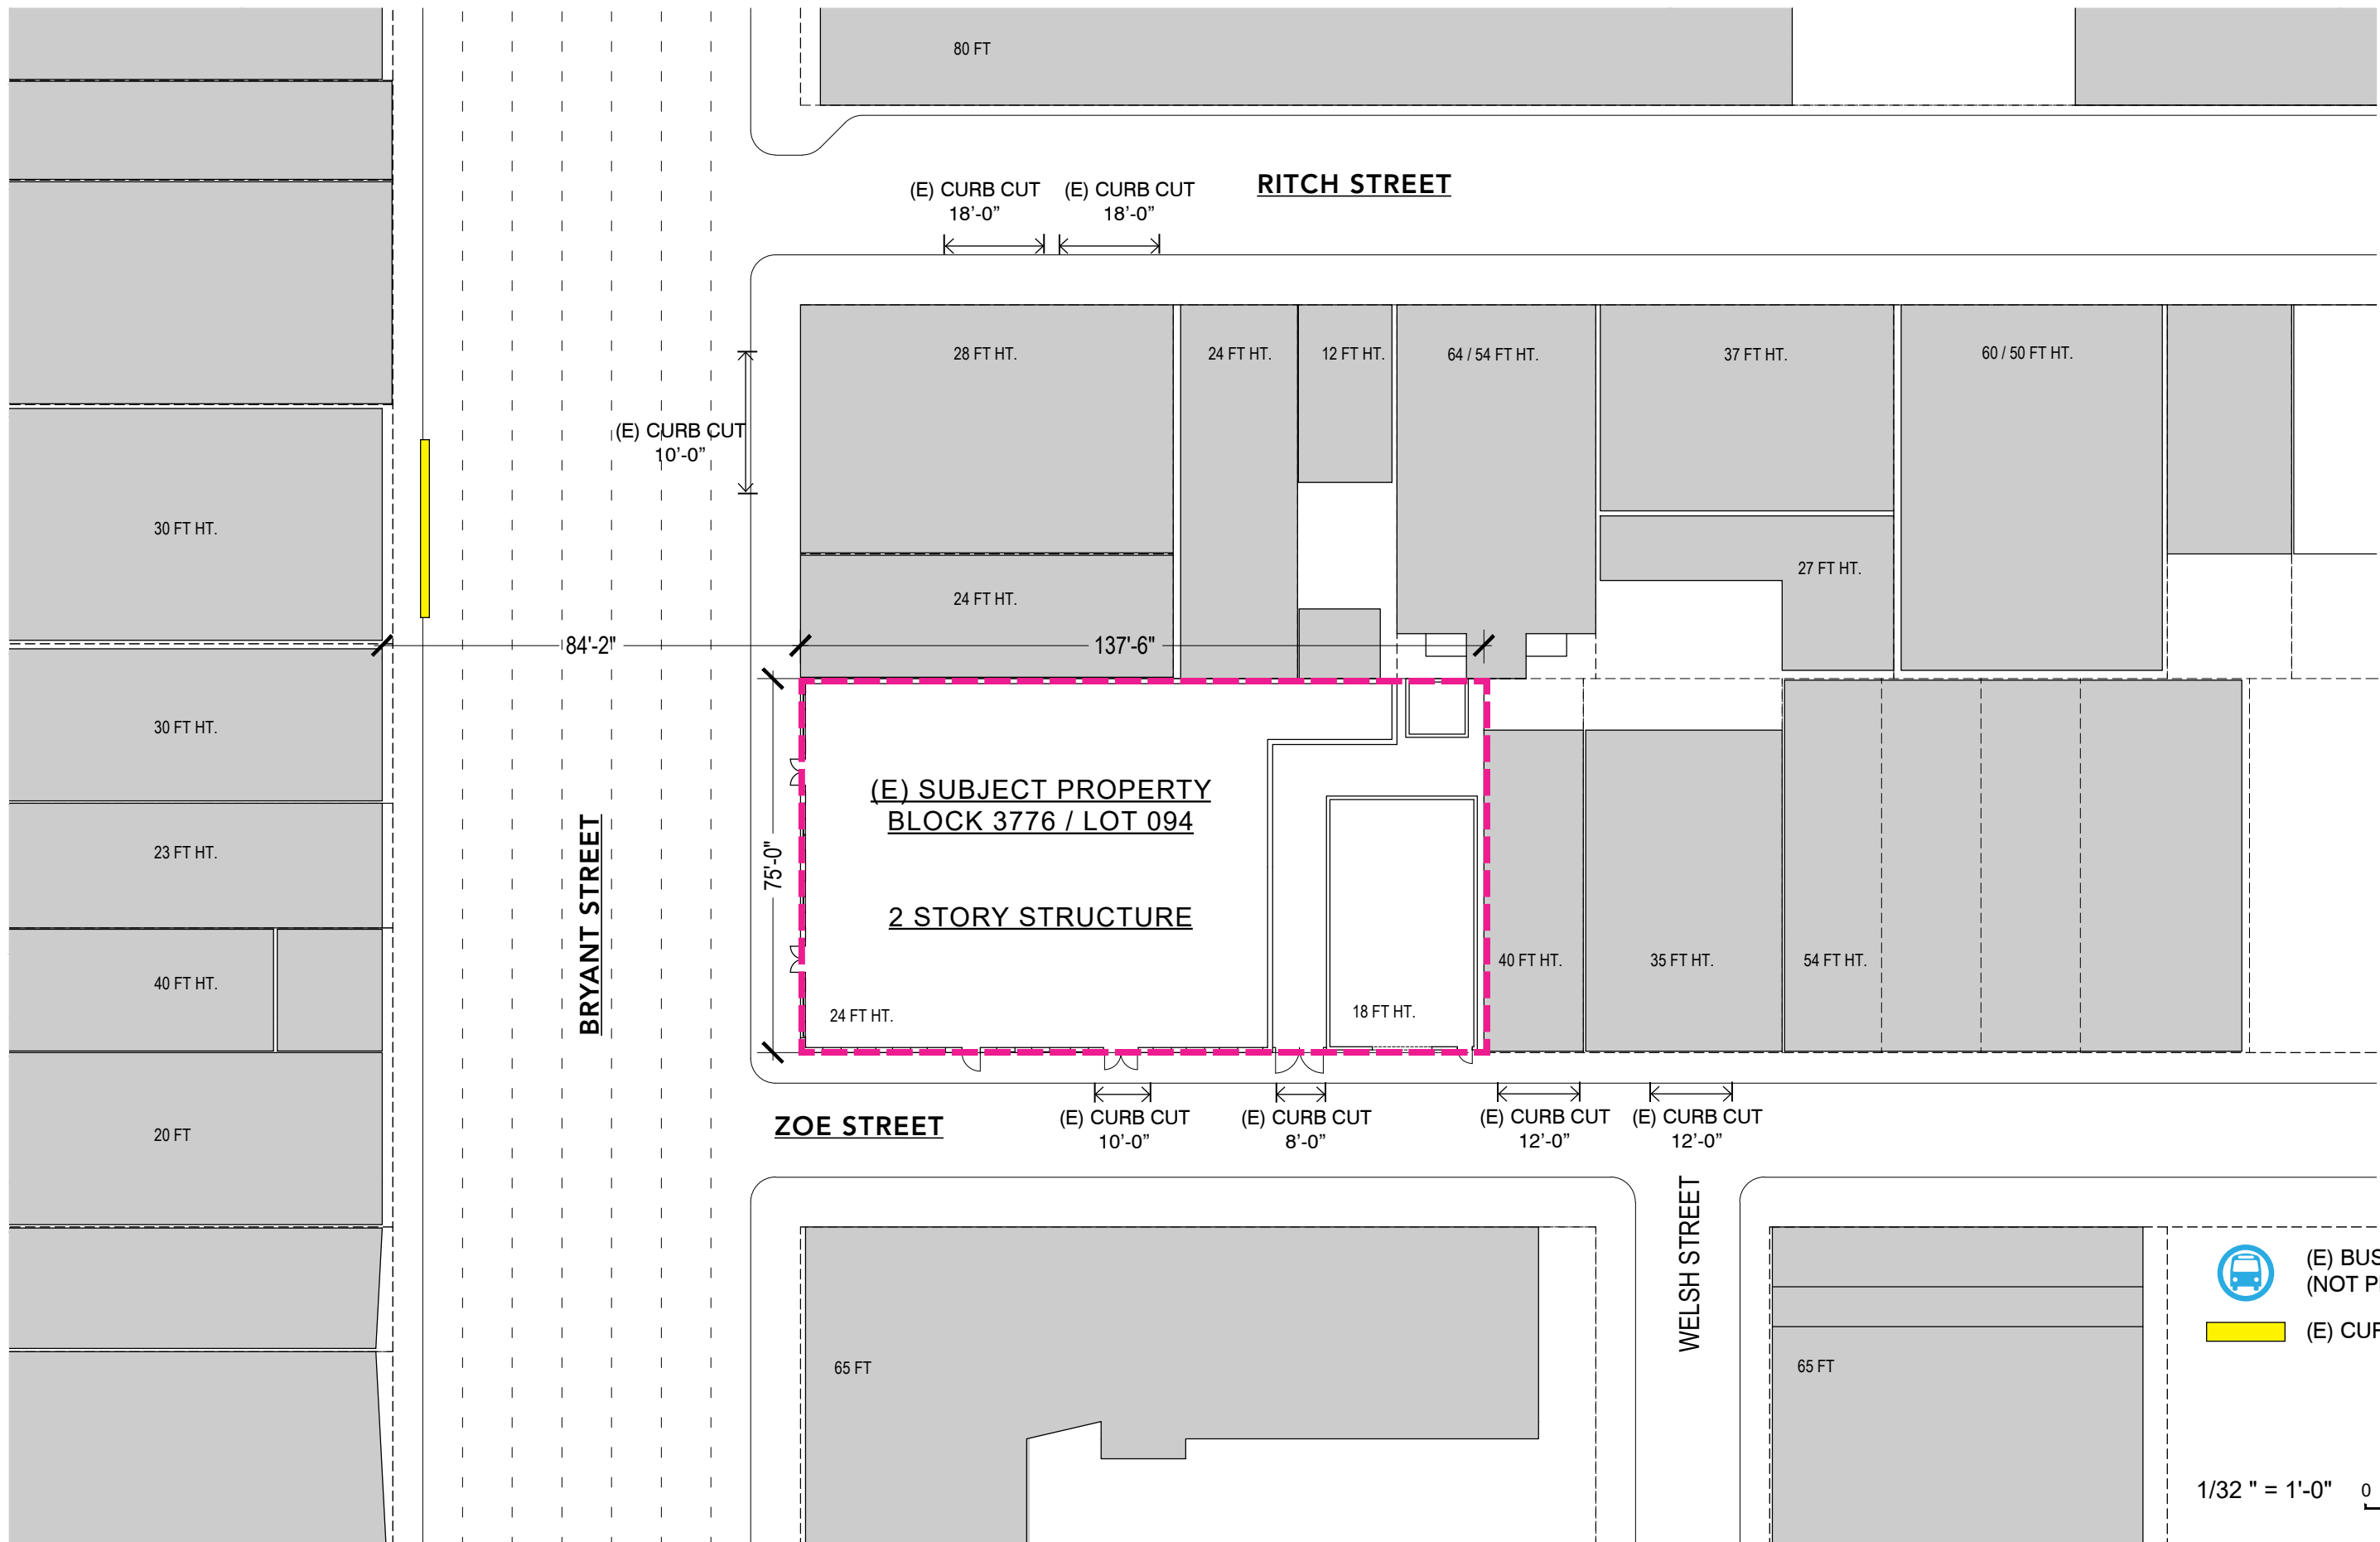 80 FT
RITCH STREET
(E) CURB CUT
18’-0”
(E) CURB CUT
18’-0”
28 FT HT.
24 FT HT.
12 FT HT.
64 / 54 FT HT.
37 FT HT.
60 / 50 FT HT.
(E) CURB CUT
10’-0”
30 FT HT.
27 FT HT.
24 FT HT.
84'-2"
137'-6"
30 FT HT.
(E) SUBJECT PROPERTY
BLOCK 3776 / LOT 094
2 STORY STRUCTURE
75'-0"
BRYANT STREET
23 FT HT.
40 FT HT.
24 FT HT.
18 FT HT.
40 FT HT.
35 FT HT.
54 FT HT.
ZOE STREET
(E) CURB CUT
10’-0”
(E) CURB CUT
8’-0”
(E) CURB CUT
12’-0”
(E) CURB CUT
12’-0”
20 FT
WELSH STREET
65 FT
65 FT
(E) BUS
(NOT
(E)
1/32 " = 1'-0"
0